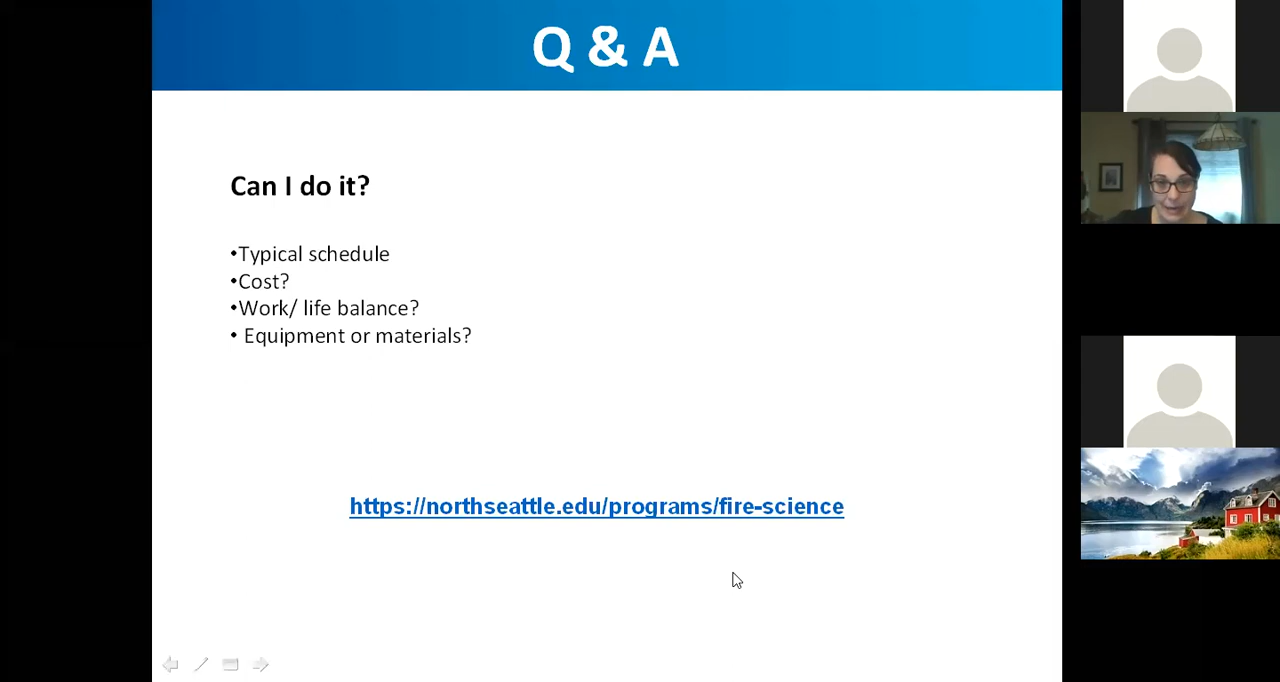 Q & A
Can I do it?
•Typical schedule
•Cost?
•Work/ life balance?
• Equipment or materials?
https://northseattle.edu/programs/fire-science